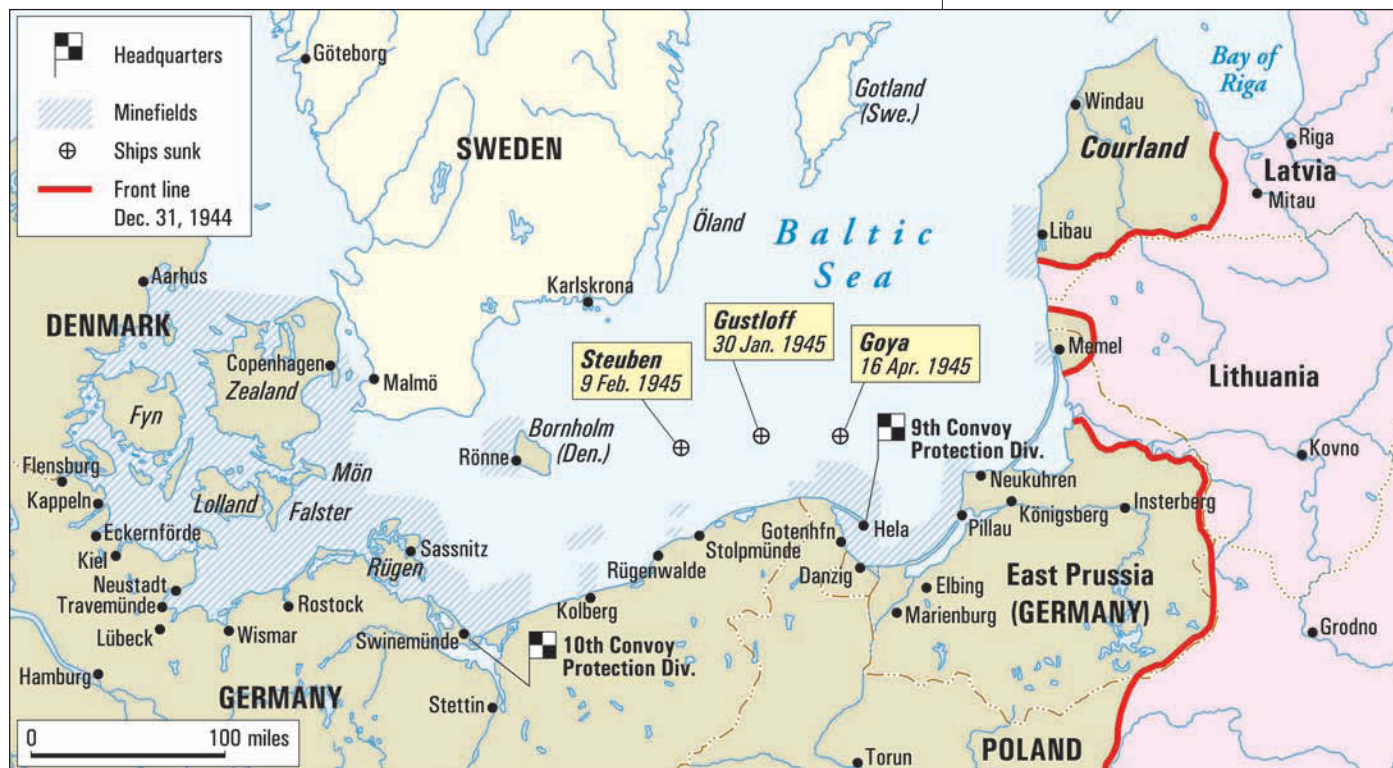 Headquarters
Minefields
Ships sunk
Front line
Dec. 31, 1944
Göteborg
SWEDEN
Gotland
(Swe.)
Öland
Bay of
Riga
Windau
Courland
Riga
Latvia
Mitau
Libau
Baltic
Sea
Aarhus
DENMARK
Karlskrona
Copenhagen
Zealand
Malmö
Fyn
Steuben
9 Feb. 1945
Gustloff
30 Jan. 1945
Goya
16 Apr. 1945
Memel
Lithuania
Bornholm
(Den.)
Rönne
9th Convoy
Protection Div.
Kovno
Flensburg
Kappeln
Mön
Lolland
Falster
Eckernförde
Kiel
Neukuhren
Insterberg
Königsberg
Pillau
Hela
Gotenhfn
Danzig
Stolpmünde
Rügenwalde
Kolberg
Sassnitz
Rügen
Neustadt
Travemünde
Lübeck
Wismar
Rostock
Swinemünde
10th Convoy
Protection Div.
Elbing
Marienburg
East Prussia
(GERMANY)
Grodno
Hamburg
GERMANY
Stettin
0 100 miles
Torun
POLAND